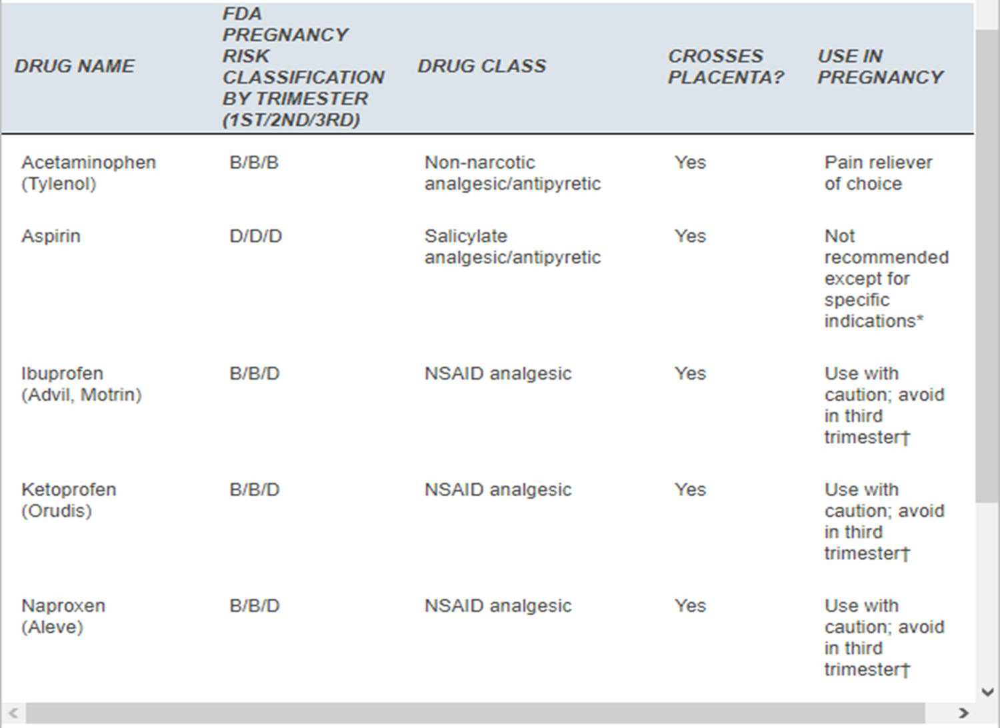 DRUG NAME
FDA
PREGNANCY
RISK
CLASSIFICATION
BY TRIMESTER
(1ST/2ND/3RD)
DRUG CLASS
CROSSES
PLACENTA?
USE IN
PREGNANCY
Acetaminophen
(Tylenol)
B/B/B
Non-narcotic
analgesic/antipyretic
Yes
Pain reliever
of choice
Aspirin
D/D/D
Salicylate
analgesic/antipyretic
Yes
Not
recommended
except for
specific
indications*
Ibuprofen
(Advil, Motrin)
B/B/D
NSAID analgesic
Yes
Use with
caution; avoid
in third
trimester†
Ketoprofen
(Orudis)
B/B/D
NSAID analgesic
Yes
Use with
caution; avoid
in third
trimester†
Naproxen
(Aleve)
B/B/D
NSAID analgesic
Yes
Use with
caution; avoid
in third
trimester†